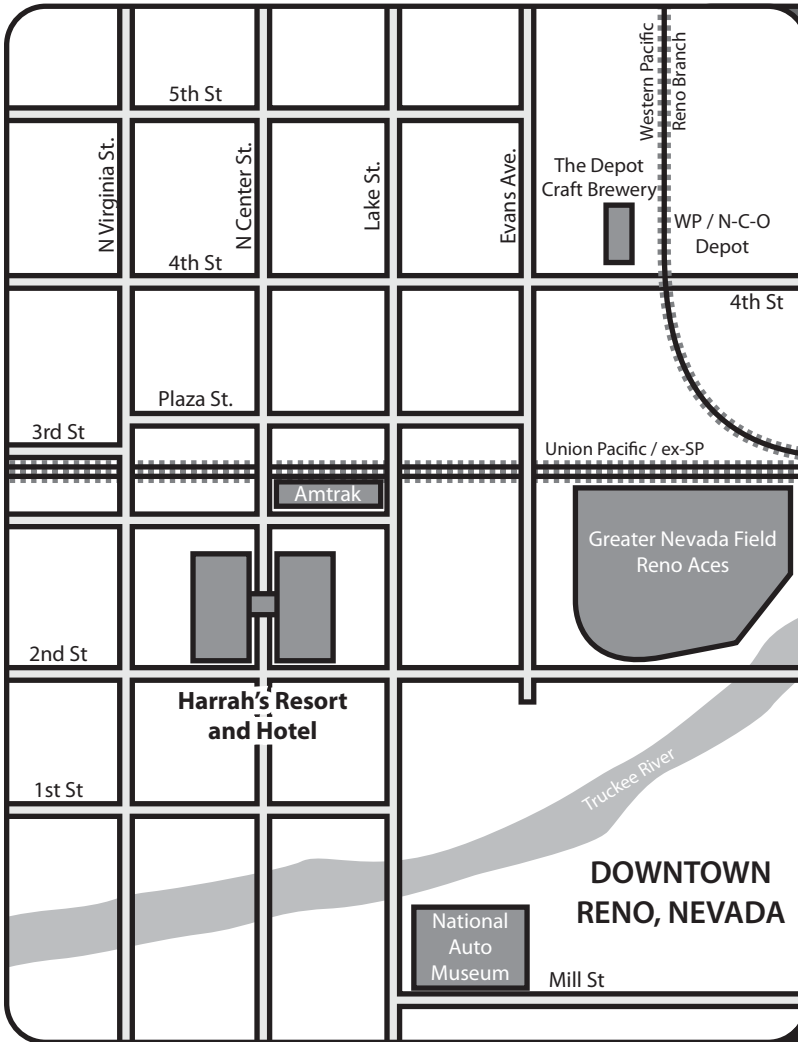 5th St
N Virginia St.
N Center St.
Lake St.
Evans Ave.
Western Pacific
Reno Branch
The Depot
Craft Brewery
WP / N-C-O
Depot
4th St
4th St
Plaza St.
3rd St
Union Pacific / ex-SP
Amtrak
Greater Nevada Field
Reno Aces
2nd St
Harrah's Resort
and Hotel
1st St
Truckee River
DOWNTOWN
RENO, NEVADA
National
Auto
Museum
Mill St